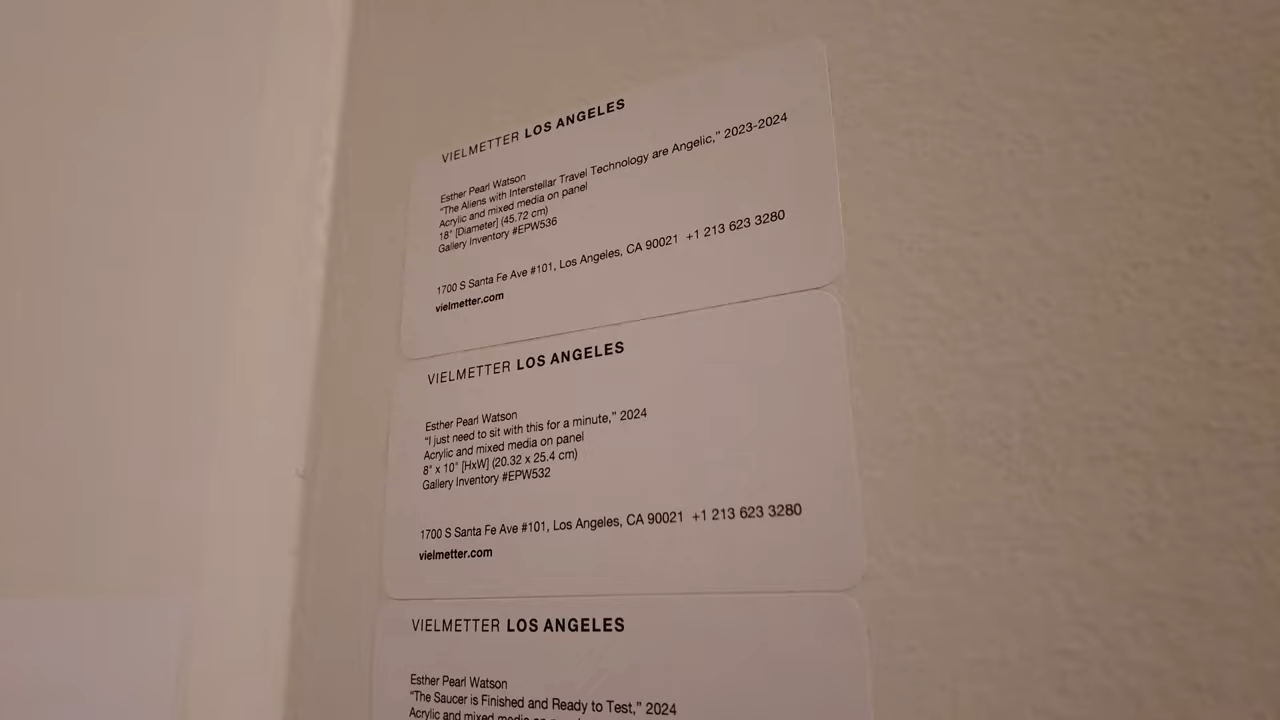 VIELMETTER LOS ANGELES
Esther Pearl Watson
“The Aliens with Interstellar Travel Technology are Angelic,” 2023-2024
Acrylic and mixed media on panel
18" [Diameter] (45.72 cm)
Gallery Inventory #EPW536
1700 S Santa Fe Ave #101, Los Angeles, CA 90021 +1 213 623 3280
vielmetter.com
VIELMETTER LOS ANGELES
Esther Pearl Watson
“I just need to sit with this for a minute,” 2024
Acrylic and mixed media on panel
8" x 10" [HxW] (20.32 x 25.4 cm)
Gallery Inventory #EPW532
1700 S Santa Fe Ave #101, Los Angeles, CA 90021 +1 213 623 3280
vielmetter.com
VIELMETTER LOS ANGELES
Esther Pearl Watson
“The Saucer is Finished and Ready to Test,” 2024
Acrylic and mixed media on